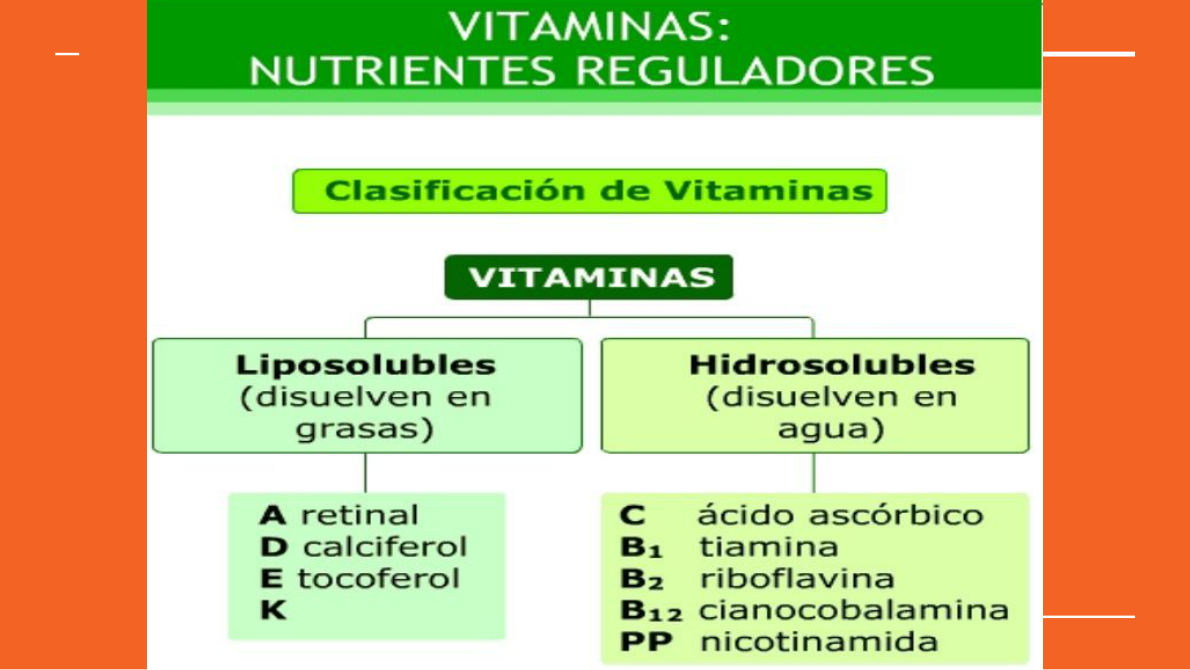 VITAMINAS:
NUTRIENTES REGULADORES
Clasificación de Vitaminas
VITAMINAS
Liposolubles
(disuelven en
grasas)
Hidrosolubles
(disuelven en
agua)
A retinal
D calciferol
E tocoferol
K
C ácido ascórbico
B₁ tiamina
B₂ riboflavina
B₁₂ cianocobalamina
PP nicotinamida